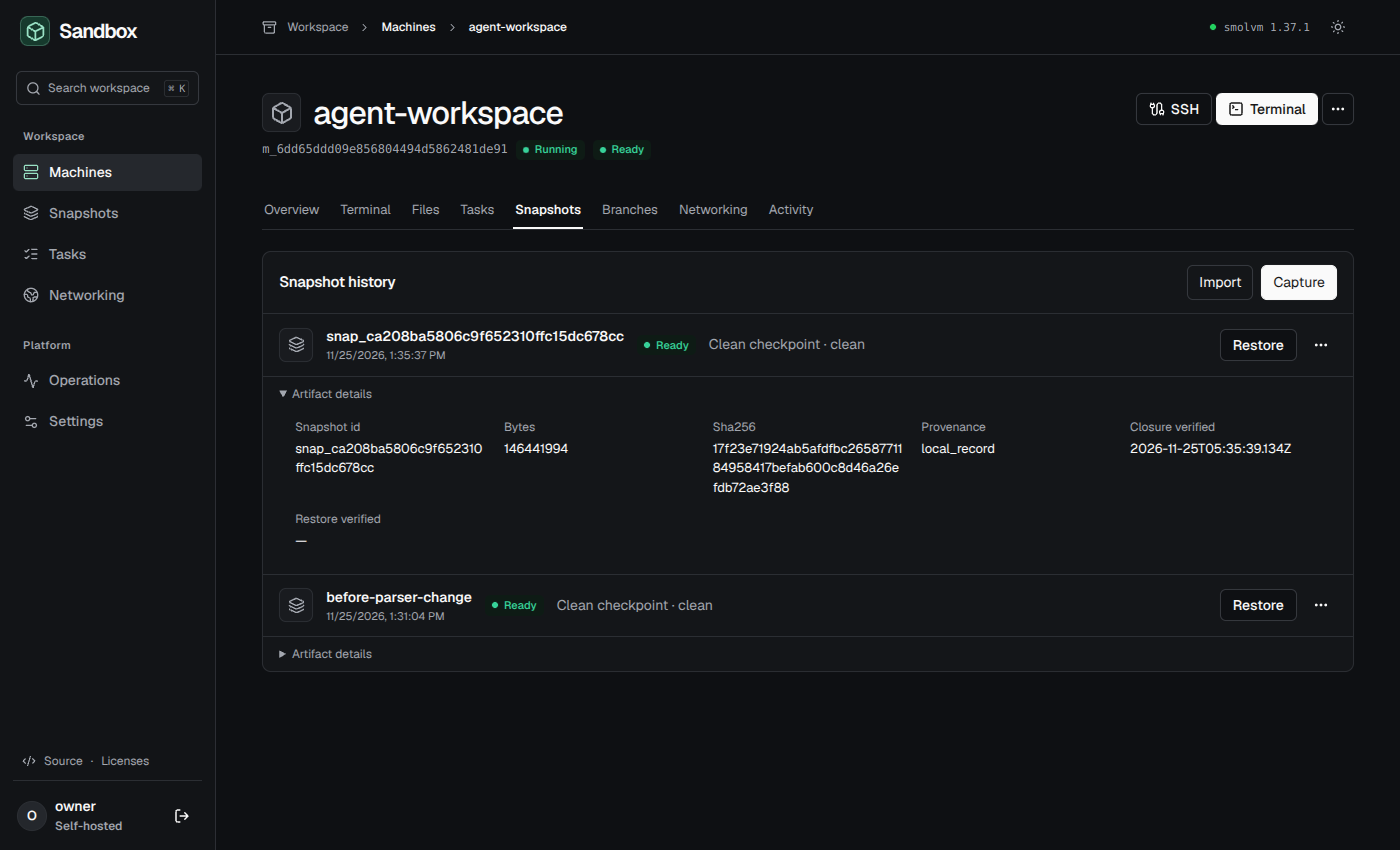 Sandbox
Search workspace ⌘ K
Workspace
Machines
Snapshots
Tasks
Networking
Platform
Operations
Settings
Source · Licenses
O
owner
Self-hosted
Workspace > Machines > agent-workspace
smolvm 1.37.1
agent-workspace
SSH
Terminal
m_6dd65ddd09e856804494d5862481de91
Running
Ready
Overview Terminal Files Tasks Snapshots Branches Networking Activity
Snapshot history
Import
Capture
snap_ca208ba5806c9f652310ffc15dc678cc
11/25/2026, 1:35:37 PM
Ready
Clean checkpoint · clean
Restore
Artifact details
Snapshot id
snap_ca208ba5806c9f652310
ffc15dc678cc
Bytes
146441994
Sha256
17f23e71924ab5afdfbc26587711
84958417befab600c8d46a26e
fdb72ae3f88
Provenance
local_record
Closure verified
2026-11-25T05:35:39.134Z
Restore verified
—
before-parser-change
11/25/2026, 1:31:04 PM
Ready
Clean checkpoint · clean
Restore
Artifact details